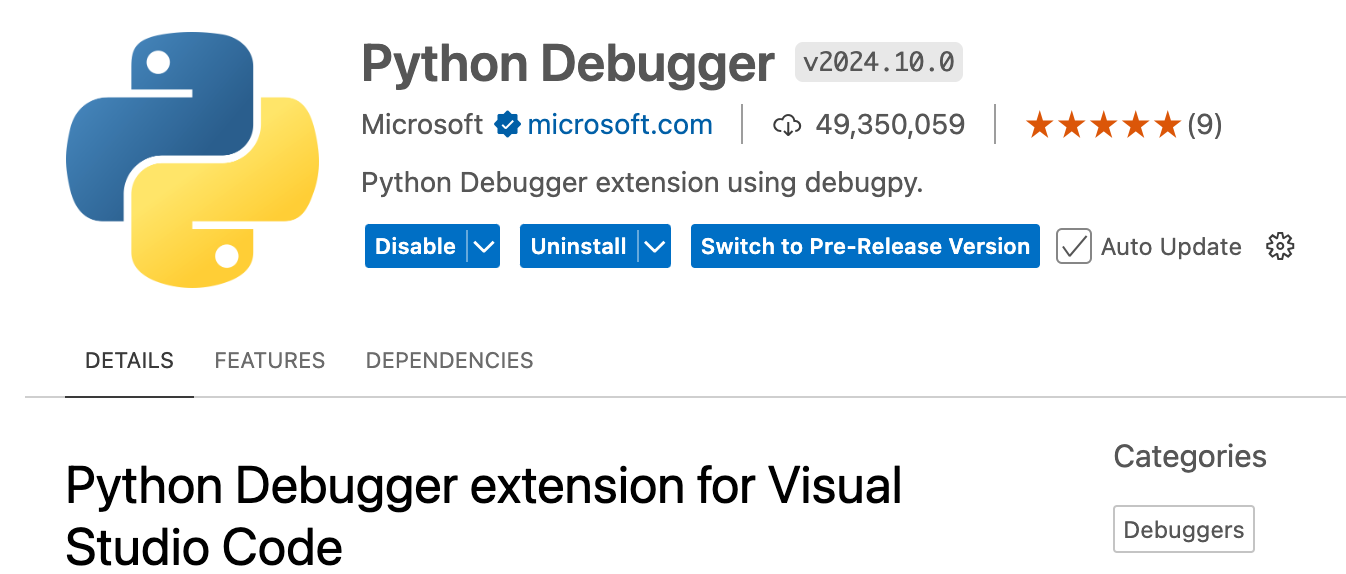 Python Debugger v2024.10.0
Microsoft microsoft.com 49,350,059 (9)
Python Debugger extension using debugpy.
Disable Uninstall Switch to Pre-Release Version Auto Update
DETAILS FEATURES DEPENDENCIES
Python Debugger extension for Visual
Studio Code
Categories
Debuggers